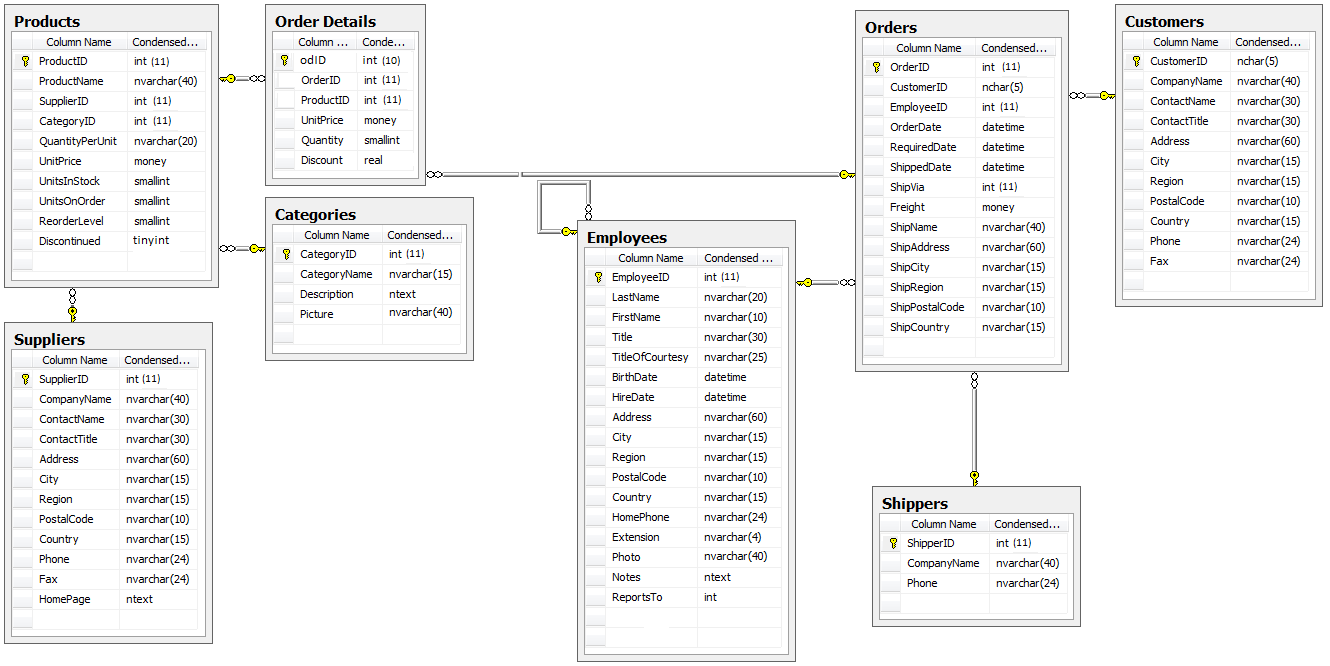 Products
Column Name Condensed...
ProductID int (11)
ProductName nvarchar(40)
SupplierID int (11)
CategoryID int (11)
QuantityPerUnit nvarchar(20)
UnitPrice money
UnitsInStock smallint
UnitsOnOrder smallint
ReorderLevel smallint
Discontinued tinyint
Order Details
Column ... Conde...
odID int (10)
OrderID int (11)
ProductID int (11)
UnitPrice money
Quantity smallint
Discount real
Categories
Column Name Condensed...
CategoryID int (11)
CategoryName nvarchar(15)
Description ntext
Picture nvarchar(40)
Suppliers
Column Name Condensed...
SupplierID int (11)
CompanyName nvarchar(40)
ContactName nvarchar(30)
ContactTitle nvarchar(30)
Address nvarchar(60)
City nvarchar(15)
Region nvarchar(15)
PostalCode nvarchar(10)
Country nvarchar(15)
Phone nvarchar(24)
Fax nvarchar(24)
HomePage ntext
Employees
Column Name Condensed ...
EmployeeID int (11)
LastName nvarchar(20)
FirstName nvarchar(10)
Title nvarchar(30)
TitleOfCourtesy nvarchar(25)
BirthDate datetime
HireDate datetime
Address nvarchar(60)
City nvarchar(15)
Region nvarchar(15)
PostalCode nvarchar(10)
Country nvarchar(15)
HomePhone nvarchar(24)
Extension nvarchar(4)
Photo nvarchar(40)
Notes ntext
ReportsTo int
Orders
Column Name Condensed...
OrderID int (11)
CustomerID nchar(5)
EmployeeID int (11)
OrderDate datetime
RequiredDate datetime
ShippedDate datetime
ShipVia int (11)
Freight money
ShipName nvarchar(40)
ShipAddress nvarchar(60)
ShipCity nvarchar(15)
ShipRegion nvarchar(15)
ShipPostalCode nvarchar(10)
ShipCountry nvarchar(15)
Customers
Column Name Condensed...
CustomerID nchar(5)
CompanyName nvarchar(40)
ContactName nvarchar(30)
ContactTitle nvarchar(30)
Address nvarchar(60)
City nvarchar(15)
Region nvarchar(15)
PostalCode nvarchar(10)
Country nvarchar(15)
Phone nvarchar(24)
Fax nvarchar(24)
Shippers
Column Name Condensed...
ShipperID int (11)
CompanyName nvarchar(40)
Phone nvarchar(24)